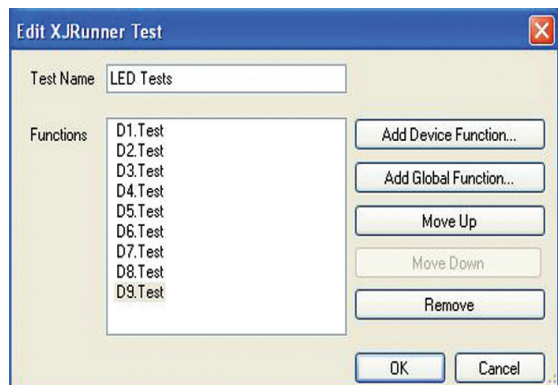 Edit XJRunner Test
Test Name LED Tests
Functions
D1.Test
D2.Test
D3.Test
D4.Test
D5.Test
D6.Test
D7.Test
D8.Test
D9.Test
Add Device Function...
Add Global Function...
Move Up
Move Down
Remove
OK Cancel